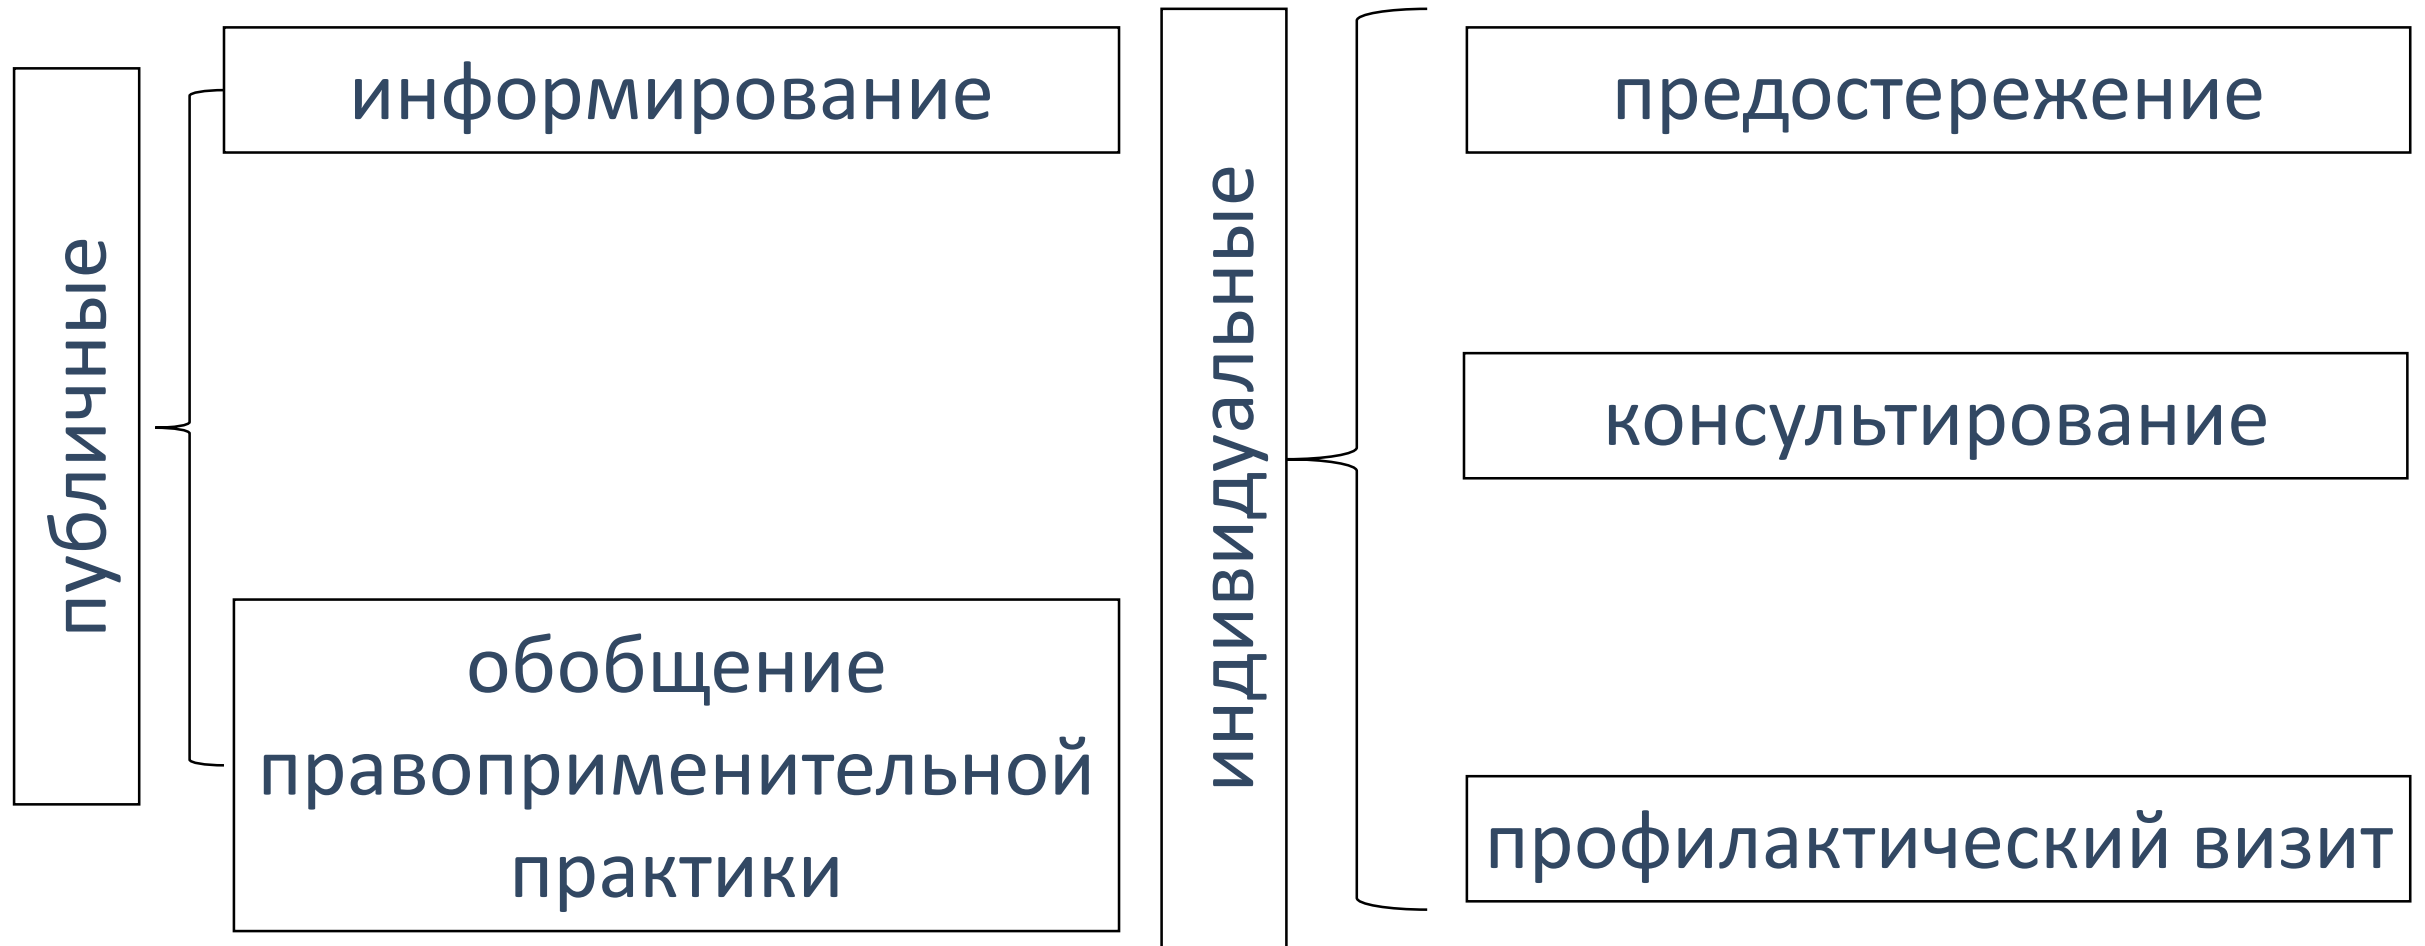 публичные
информирование
обобщение
правоприменительной
практики
индивидуальные
предостережение
консультирование
профилактический визит